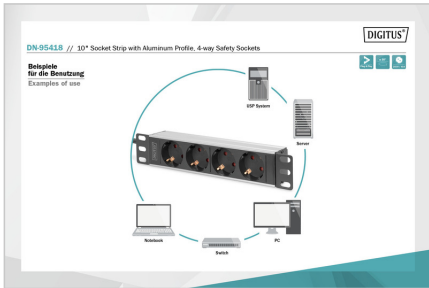 DIGITUS®
DN-95418 // 10" Socket Strip with Aluminum Profile, 4-way Safety Sockets
Beispiele
für die Benutzung
Examples of use
USP System
Server
Notebook
Switch
PC